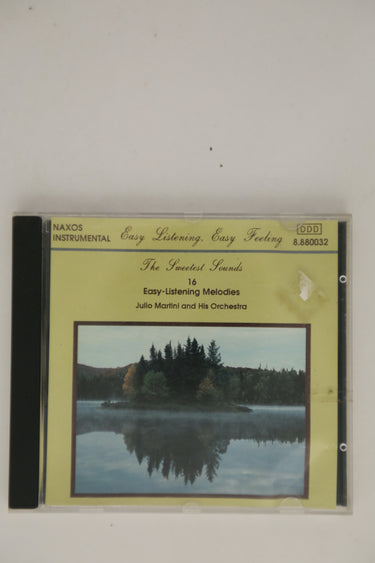 NAXOS
INSTRUMENTAL
Easy Listening, Easy Feeling
DDD
8.880032
The Sweetest Sounds
16
Easy-Listening Melodies
Julio Martini and His Orchestra